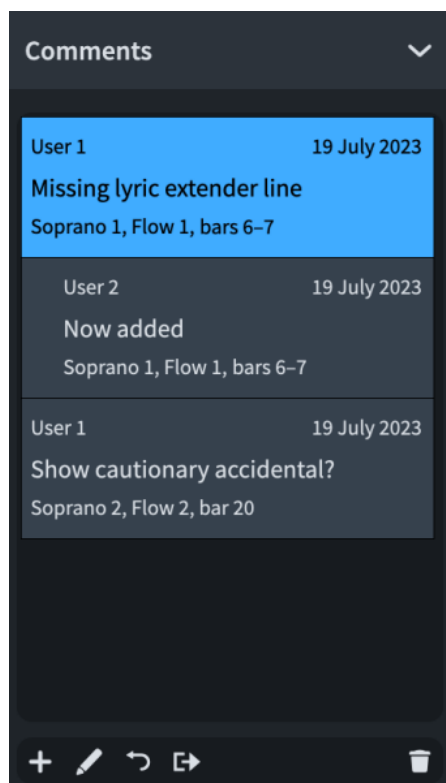 Comments
User 1 19 July 2023
Missing lyric extender line
Soprano 1, Flow 1, bars 6–7
User 2 19 July 2023
Now added
Soprano 1, Flow 1, bars 6–7
User 1 19 July 2023
Show cautionary accidental?
Soprano 2, Flow 2, bar 20